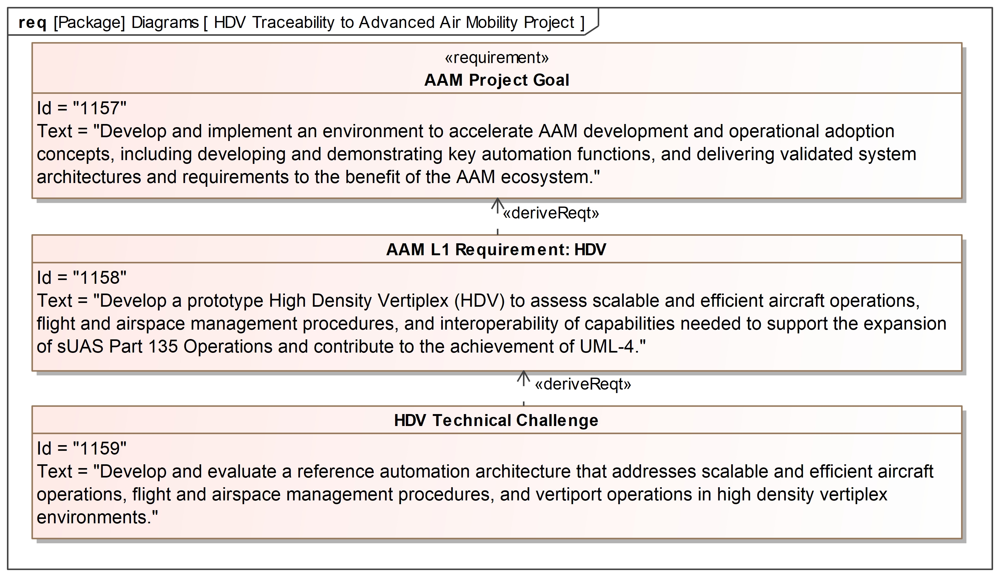 req [Package] Diagrams [ HDV Traceability to Advanced Air Mobility Project ]
«requirement»
AAM Project Goal
Id = "1157"
Text = "Develop and implement an environment to accelerate AAM development and operational adoption
concepts, including developing and demonstrating key automation functions, and delivering validated system
architectures and requirements to the benefit of the AAM ecosystem."
«deriveReqt»
AAM L1 Requirement: HDV
Id = "1158"
Text = "Develop a prototype High Density Vertiplex (HDV) to assess scalable and efficient aircraft operations,
flight and airspace management procedures, and interoperability of capabilities needed to support the expansion
of sUAS Part 135 Operations and contribute to the achievement of UML-4."
«deriveReqt»
HDV Technical Challenge
Id = "1159"
Text = "Develop and evaluate a reference automation architecture that addresses scalable and efficient aircraft
operations, flight and airspace management procedures, and vertiport operations in high density vertiplex
environments."